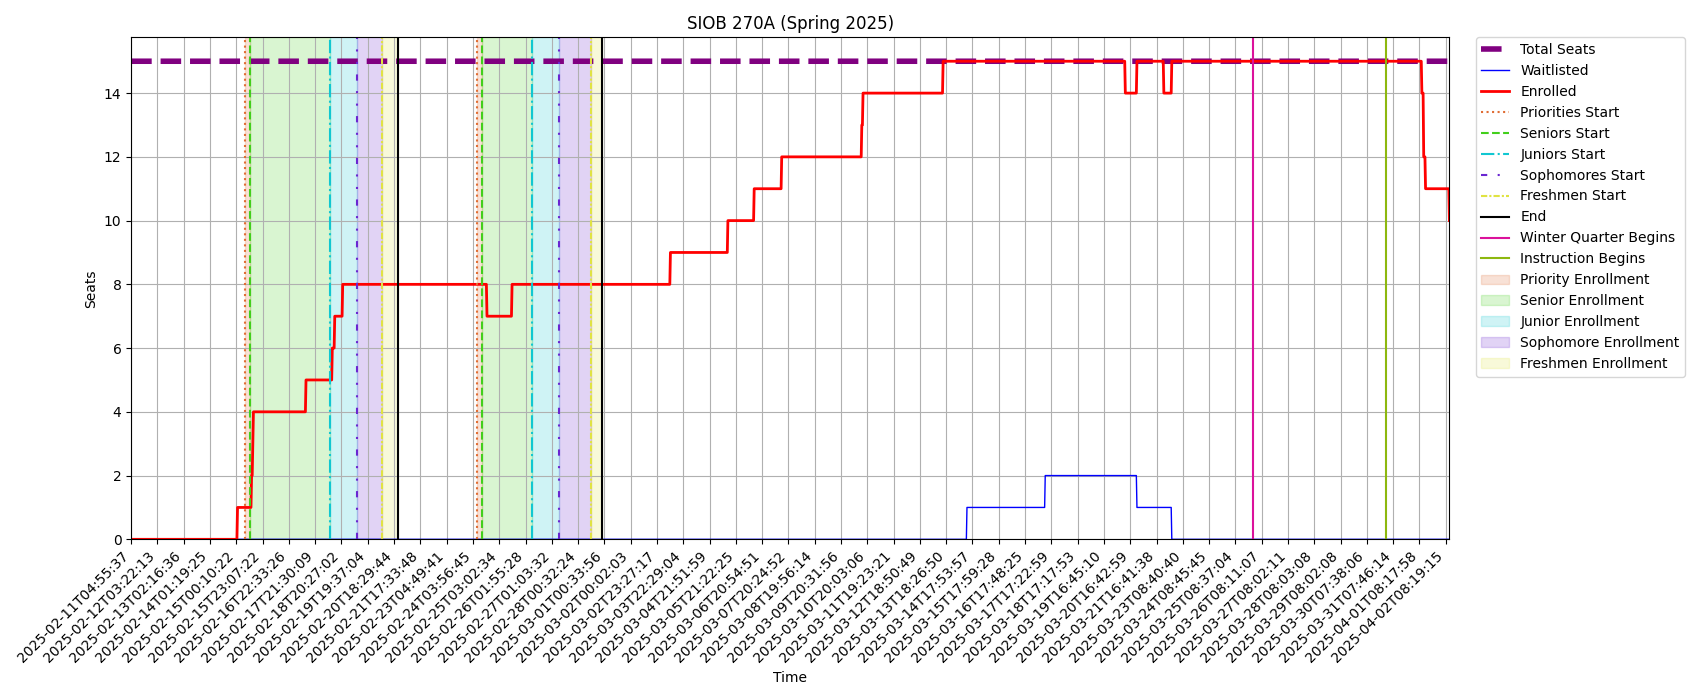 SIOB 270A (Spring 2025)
Seats
14
12
10
8
6
4
2
0
2025-02-11T04:55:37
2025-02-12T03:22:13
2025-02-13T02:16:36
2025-02-14T01:19:25
2025-02-15T00:10:22
2025-02-15T23:07:22
2025-02-16T22:33:26
2025-02-17T21:30:09
2025-02-18T20:27:02
2025-02-19T19:37:04
2025-02-20T18:29:44
2025-02-21T17:33:48
2025-02-23T04:49:41
2025-02-24T03:56:45
2025-02-25T03:02:34
2025-02-26T01:55:28
2025-02-27T01:03:32
2025-02-28T00:32:24
2025-03-01T00:33:56
2025-03-02T00:02:03
2025-03-02T23:27:17
2025-03-03T22:29:04
2025-03-04T21:51:59
2025-03-05T21:22:25
2025-03-06T20:54:51
2025-03-07T20:24:52
2025-03-08T19:56:14
2025-03-09T20:31:56
2025-03-10T20:03:06
2025-03-11T19:23:21
2025-03-12T18:50:49
2025-03-13T18:26:50
2025-03-14T17:53:57
2025-03-15T17:59:28
2025-03-16T17:48:25
2025-03-17T17:22:59
2025-03-18T17:17:53
2025-03-19T16:45:10
2025-03-20T16:42:59
2025-03-21T16:41:38
2025-03-23T08:40:40
2025-03-24T08:45:45
2025-03-25T08:37:04
2025-03-26T08:11:07
2025-03-27T08:02:11
2025-03-28T08:03:08
2025-03-29T08:02:08
2025-03-30T07:38:06
2025-03-31T07:46:14
2025-04-01T08:17:58
2025-04-02T08:19:15
Time
Total Seats
Waitlisted
Enrolled
Priorities Start
Seniors Start
Juniors Start
Sophomores Start
Freshmen Start
End
Winter Quarter Begins
Instruction Begins
Priority Enrollment
Senior Enrollment
Junior Enrollment
Sophomore Enrollment
Freshmen Enrollment